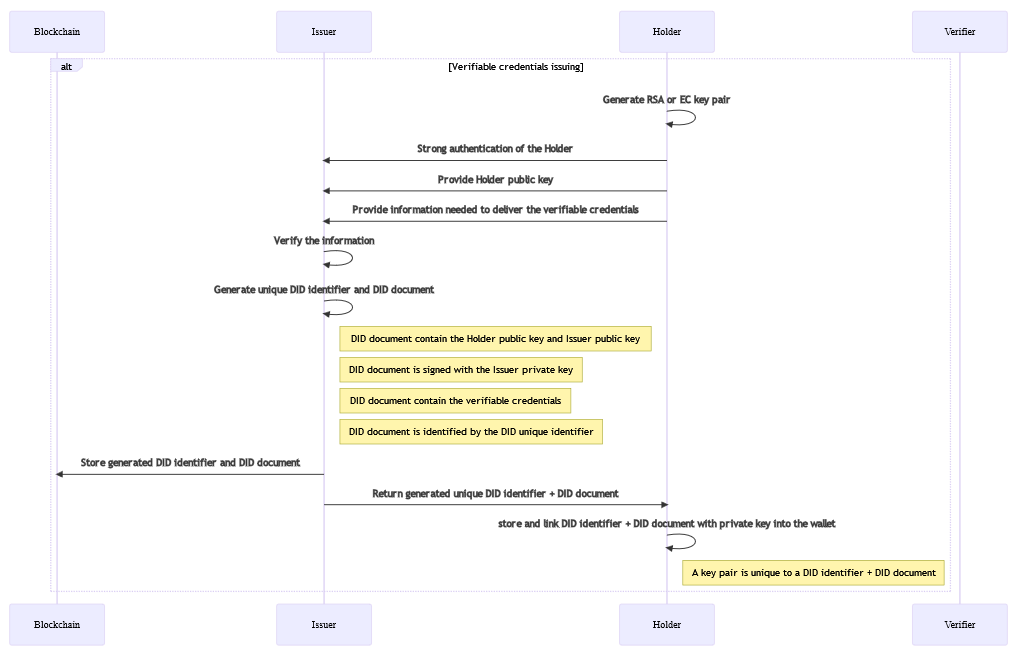 Blockchain
Issuer
Holder
Verifier
alt
[Verifiable credentials issuing]
Generate RSA or EC key pair
Strong authentication of the Holder
Provide Holder public key
Provide information needed to deliver the verifiable credentials
Verify the information
Generate unique DID identifier and DID document
DID document contain the Holder public key and Issuer public key
DID document is signed with the Issuer private key
DID document contain the verifiable credentials
DID document is identified by the DID unique identifier
Store generated DID identifier and DID document
Return generated unique DID identifier + DID document
store and link DID identifier + DID document with private key into the wallet
A key pair is unique to a DID identifier + DID document
Blockchain
Issuer
Holder
Verifier